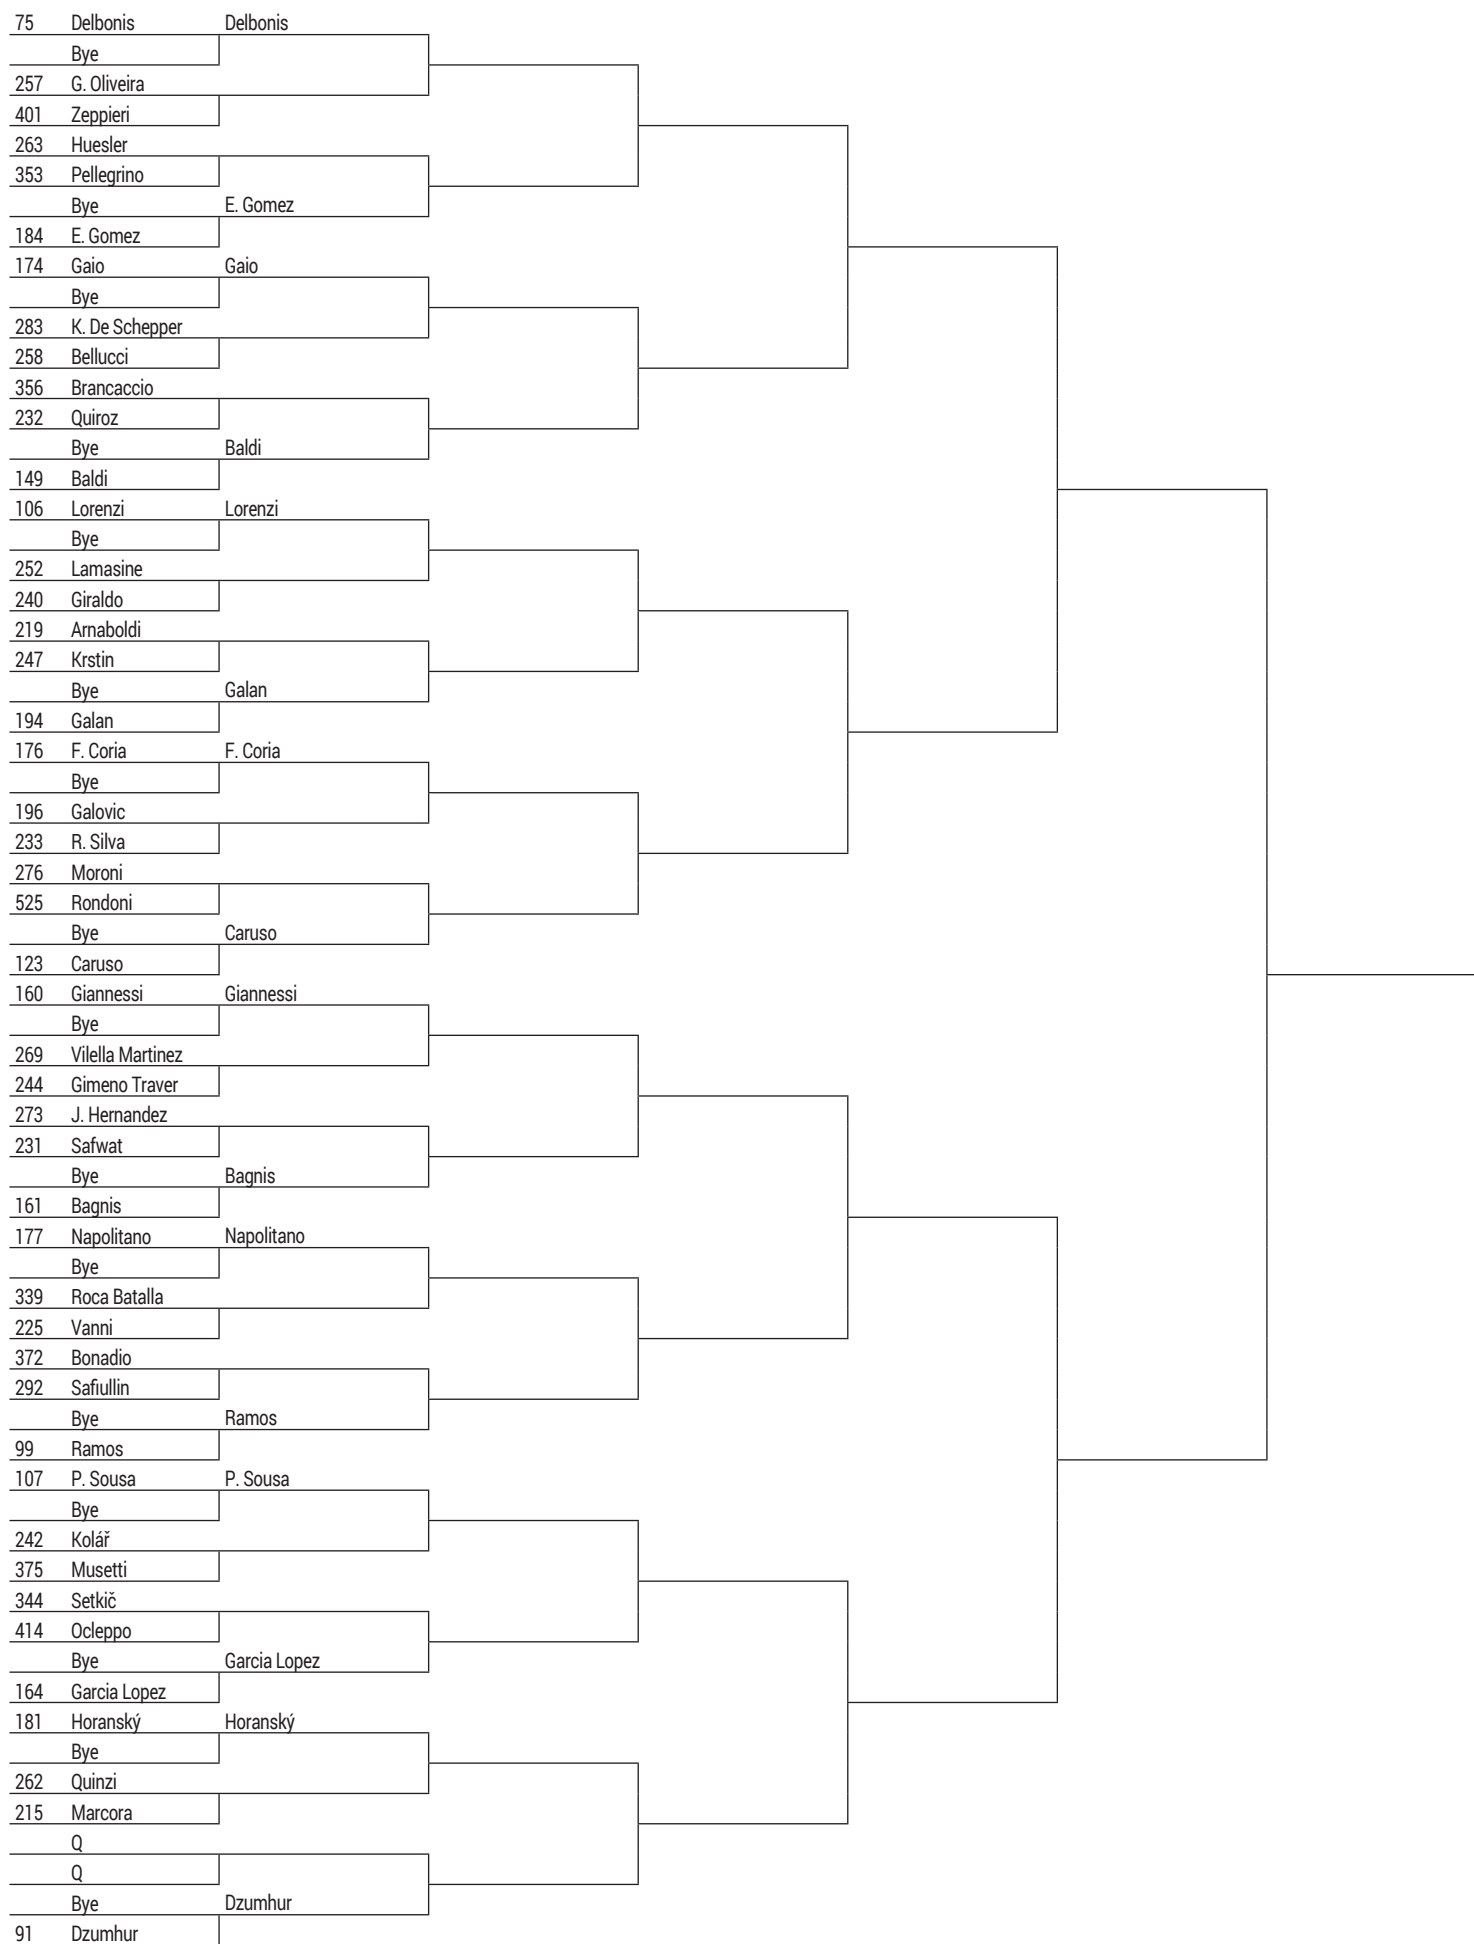 75 Delbonis Delbonis
Bye
257 G. Oliveira
401 Zeppieri
263 Huesler
353 Pellegrino
Bye E. Gomez
184 E. Gomez
174 Gaio Gaio
Bye
283 K. De Schepper
258 Bellucci
356 Brancaccio
232 Quiroz
Bye Baldi
149 Baldi
106 Lorenzi Lorenzi
Bye
252 Lamasine
240 Giraldo
219 Arnaboldi
247 Krstin
Bye Galan
194 Galan
176 F. Coria F. Coria
Bye
196 Galovic
233 R. Silva
276 Moroni
525 Rondoni
Bye Caruso
123 Caruso
160 Giannessi Giannessi
Bye
269 Vilella Martinez
244 Gimeno Traver
273 J. Hernandez
231 Safwat
Bye Bagnis
161 Bagnis
177 Napolitano Napolitano
Bye
339 Roca Batalla
225 Vanni
372 Bonadio
292 Safiullin
Bye Ramos
99 Ramos
107 P. Sousa P. Sousa
Bye
242 Kolář
375 Musetti
344 Setkič
414 Ocleppo
Bye Garcia Lopez
164 Garcia Lopez
181 Horanský Horanský
Bye
262 Quinzi
215 Marcora
Q
Q
Bye Dzumhur
91 Dzumhur